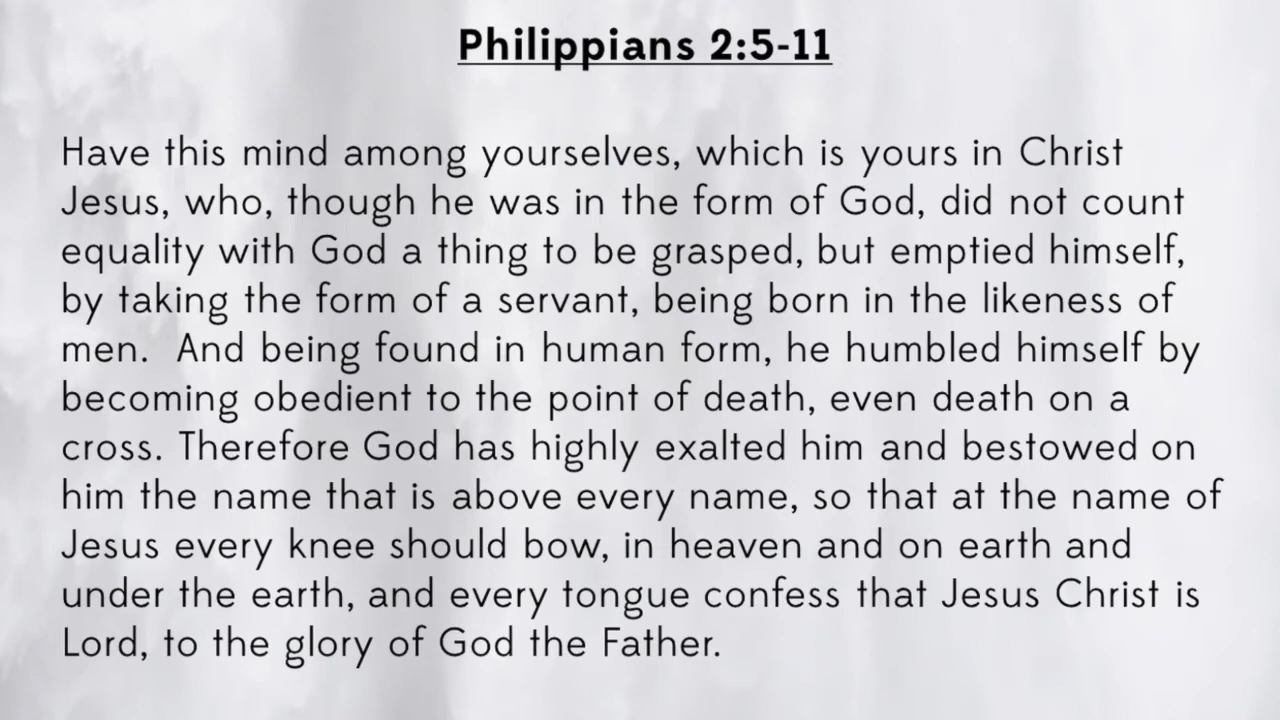 Philippians 2:5-11
Have this mind among yourselves, which is yours in Christ
Jesus, who, though he was in the form of God, did not count
equality with God a thing to be grasped, but emptied himself,
by taking the form of a servant, being born in the likeness of
men.  And being found in human form, he humbled himself by
becoming obedient to the point of death, even death on a
cross. Therefore God has highly exalted him and bestowed on
him the name that is above every name, so that at the name of
Jesus every knee should bow, in heaven and on earth and
under the earth, and every tongue confess that Jesus Christ is
Lord, to the glory of God the Father.